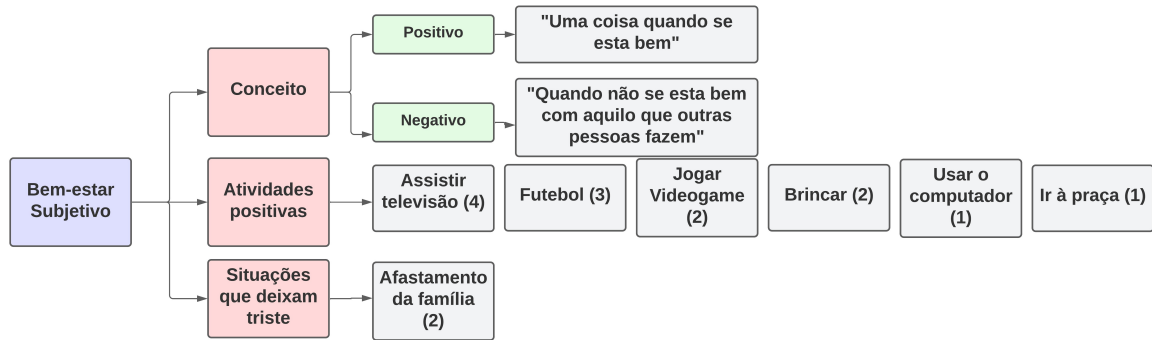 Positivo
"Uma coisa quando se
esta bem"
Conceito
Negativo
"Quando não se esta bem
com aquilo que outras
pessoas fazem"
Bem-estar
Subjetivo
Atividades
positivas
Assistir
televisão (4)
Futebol (3)
Jogar
Videogame
(2)
Brincar (2)
Usar o
computador
(1)
Ir à praça (1)
Situações
que deixam
triste
Afastamento
da família
(2)